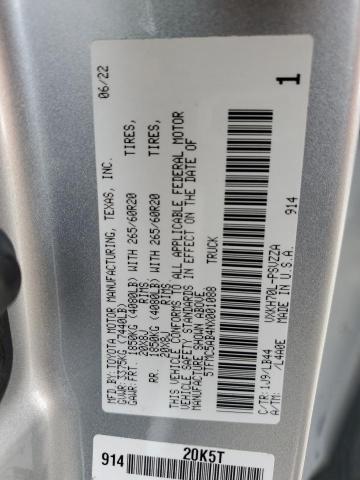 MFD.BY:TOYOTA MOTOR MANUFACTURING, TEXAS, INC. 06/22
GVWR:3375KG (7440LB)
GAWR: FRT. 1850KG (4080LB) WITH 265/60R20 TIRES,
20X8J RIMS,
RR. 1850KG (4080LB) WITH 265/60R20 TIRES,
20X8J RIMS,
THIS VEHICLE CONFORMS TO ALL APPLICABLE FEDERAL MOTOR
VEHICLE SAFETY STANDARDS IN EFFECT ON THE DATE OF
MANUFACTURE SHOWN ABOVE.
5TFMC5AB4NX001088 TRUCK
1
914
C/TR:1J9/LB44 VXKH70L-PSVZZA
A/TM: /L4A0E MADE IN U.S.A.
914 20K5T